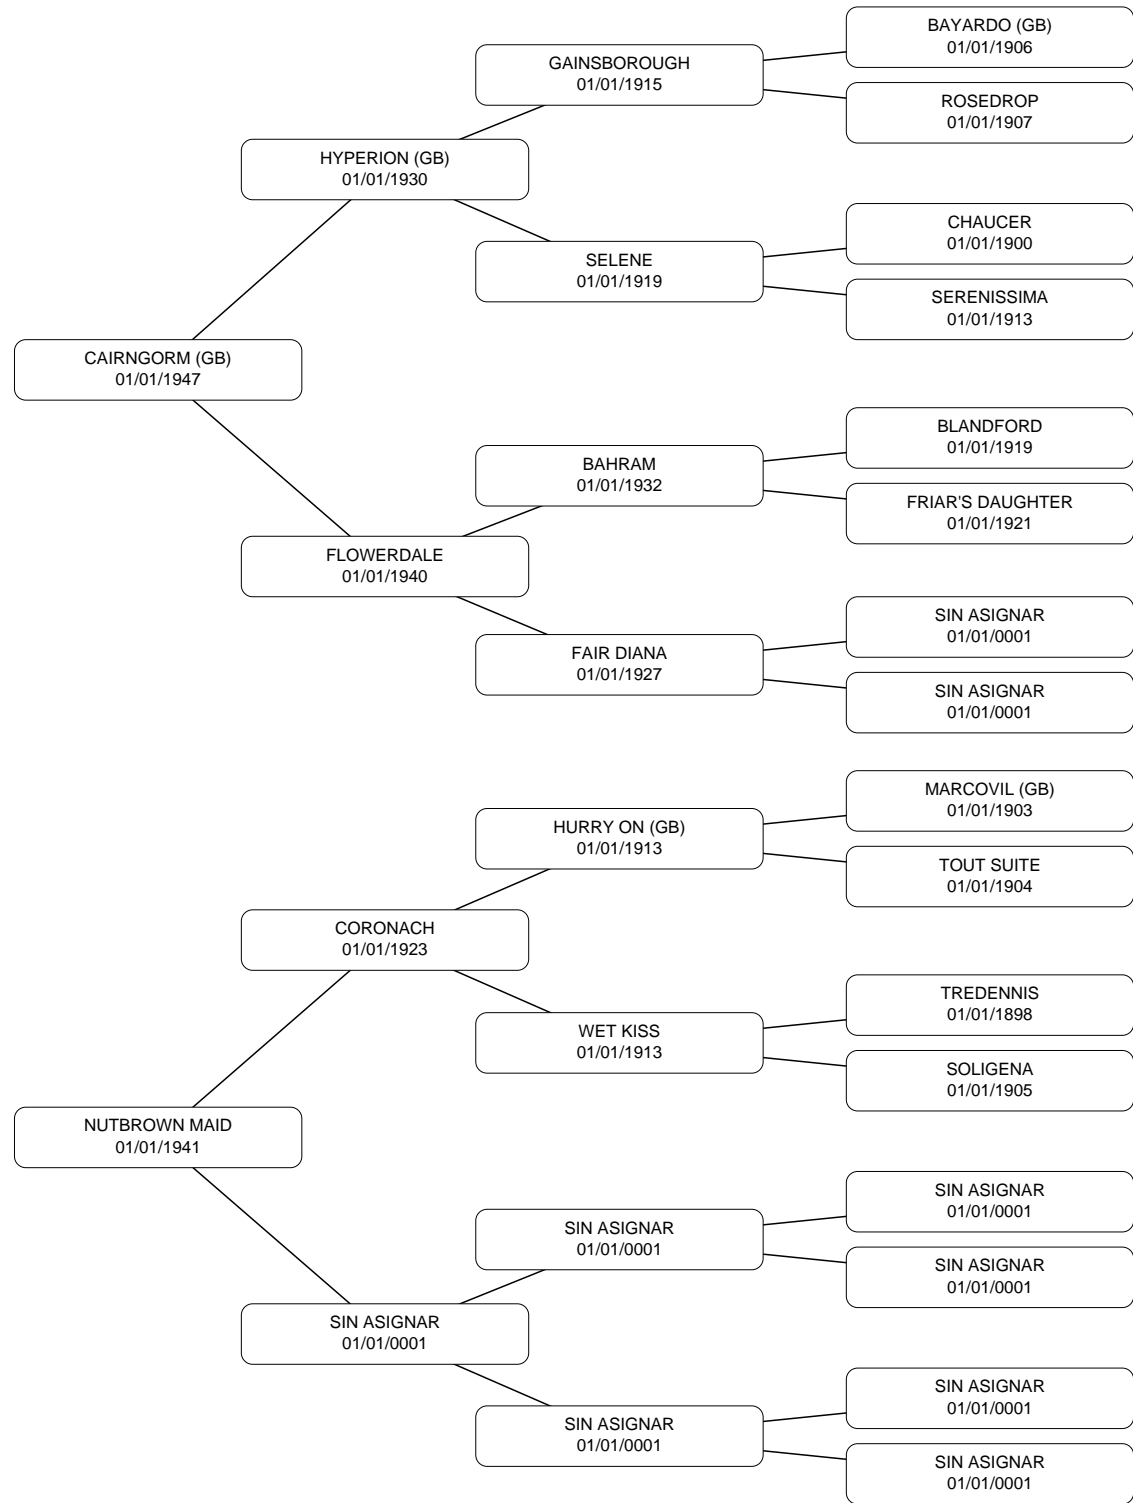 BAYARDO (GB)
01/01/1906
GAINSBOROUGH
01/01/1915
ROSEDROP
01/01/1907
HYPERION (GB)
01/01/1930
CHAUCER
01/01/1900
SELENE
01/01/1919
SERENISSIMA
01/01/1913
CAIRNGORM (GB)
01/01/1947
BLANDFORD
01/01/1919
BAHRAM
01/01/1932
FRIAR'S DAUGHTER
01/01/1921
FLOWERDALE
01/01/1940
SIN ASIGNAR
01/01/0001
FAIR DIANA
01/01/1927
SIN ASIGNAR
01/01/0001
MARCOVIL (GB)
01/01/1903
HURRY ON (GB)
01/01/1913
TOUT SUITE
01/01/1904
CORONACH
01/01/1923
TREDENNIS
01/01/1898
WET KISS
01/01/1913
SOLIGENA
01/01/1905
NUTBROWN MAID
01/01/1941
SIN ASIGNAR
01/01/0001
SIN ASIGNAR
01/01/0001
SIN ASIGNAR
01/01/0001
SIN ASIGNAR
01/01/0001
SIN ASIGNAR
01/01/0001
SIN ASIGNAR
01/01/0001
SIN ASIGNAR
01/01/0001